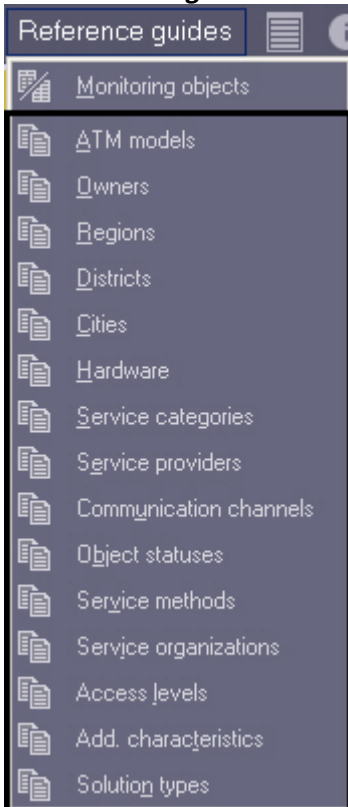 Reference guides
Monitoring objects
ATM models
Owners
Regions
Districts
Cities
Hardware
Service categories
Service providers
Communication channels
Object statuses
Service methods
Service organizations
Access levels
Add. characteristics
Solution types